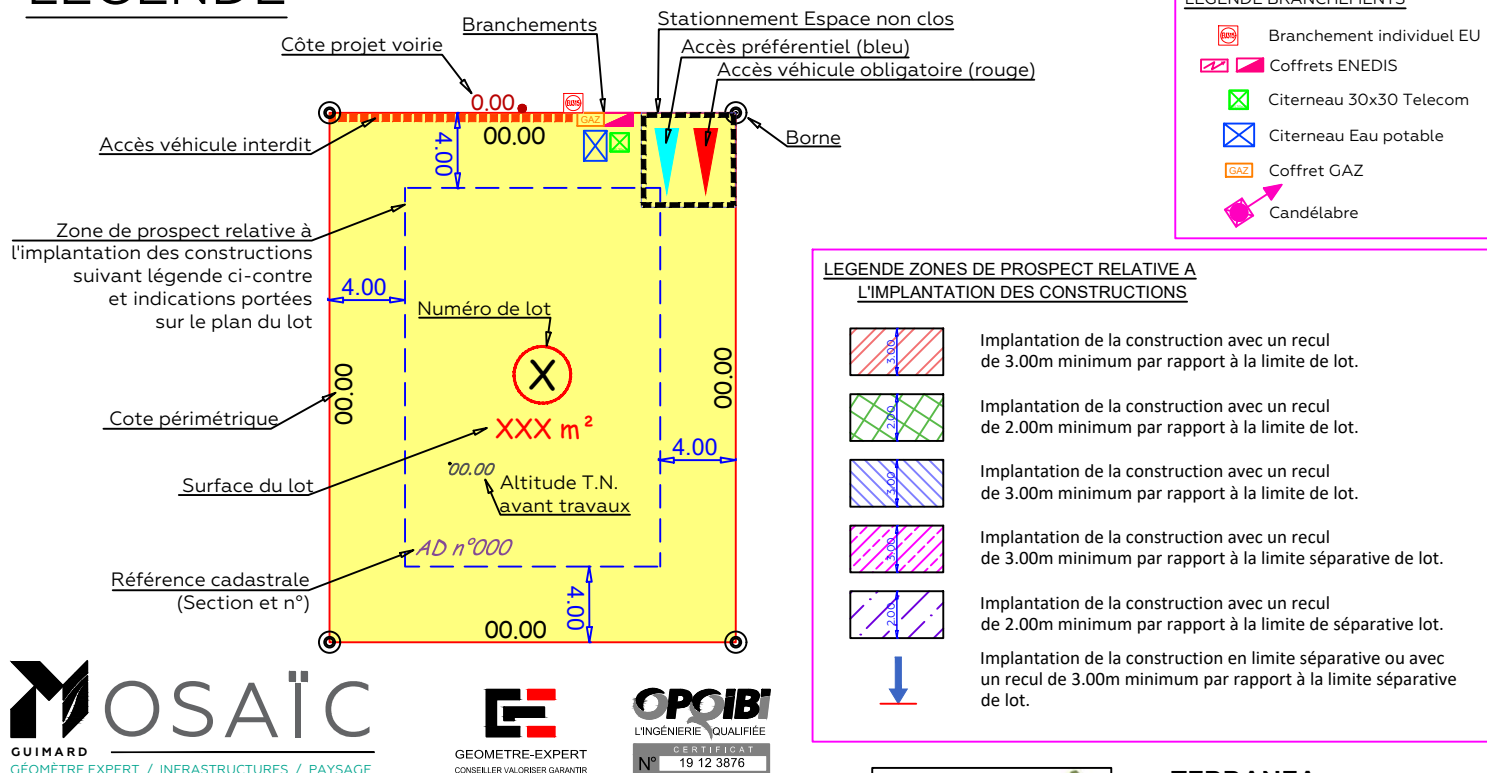 LEGENDE
Branchements
Stationnement Espace non clos
Côte projet voirie
Accès préférentiel (bleu)
Accès véhicule obligatoire (rouge)
0.00
GAZ
00.00
4.00
Accès véhicule interdit
Borne
Zone de prospect relative à
l'implantation des constructions
suivant légende ci-contre
et indications portées
sur le plan du lot
4.00
Numéro de lot
X
XXX m²
00.00
00.00
Cote périmétrique
4.00
Surface du lot
00.00
Altitude T.N.
avant travaux
AD n°000
Référence cadastrale
(Section et n°)
4.00
00.00
LEGENDE BRANCHEMENTS
Branchement individuel EU
Coffrets ENEDIS
Citerneau 30x30 Telecom
Citerneau Eau potable
GAZ
Coffret GAZ
Candélabre
LEGENDE ZONES DE PROSPECT RELATIVE A
L'IMPLANTATION DES CONSTRUCTIONS
3.00
Implantation de la construction avec un recul
de 3.00m minimum par rapport à la limite de lot.
2.00
Implantation de la construction avec un recul
de 2.00m minimum par rapport à la limite de lot.
3.00
Implantation de la construction avec un recul
de 3.00m minimum par rapport à la limite de lot.
3.00
Implantation de la construction avec un recul
de 3.00m minimum par rapport à la limite séparative de lot.
2.00
Implantation de la construction avec un recul
de 2.00m minimum par rapport à la limite de séparative lot.
Implantation de la construction en limite séparative ou avec
un recul de 3.00m minimum par rapport à la limite séparative
de lot.
MOSAÏC
GUIMARD
GÉOMÈTRE EXPERT / INFRASTRUCTURES / PAYSAGE
GE
GEOMETRE-EXPERT
CONSEILLER VALORISER GARANTIR
OPQIBI
L'INGÉNIERIE QUALIFIÉE
CERTIFICAT
N° 19 12 3876